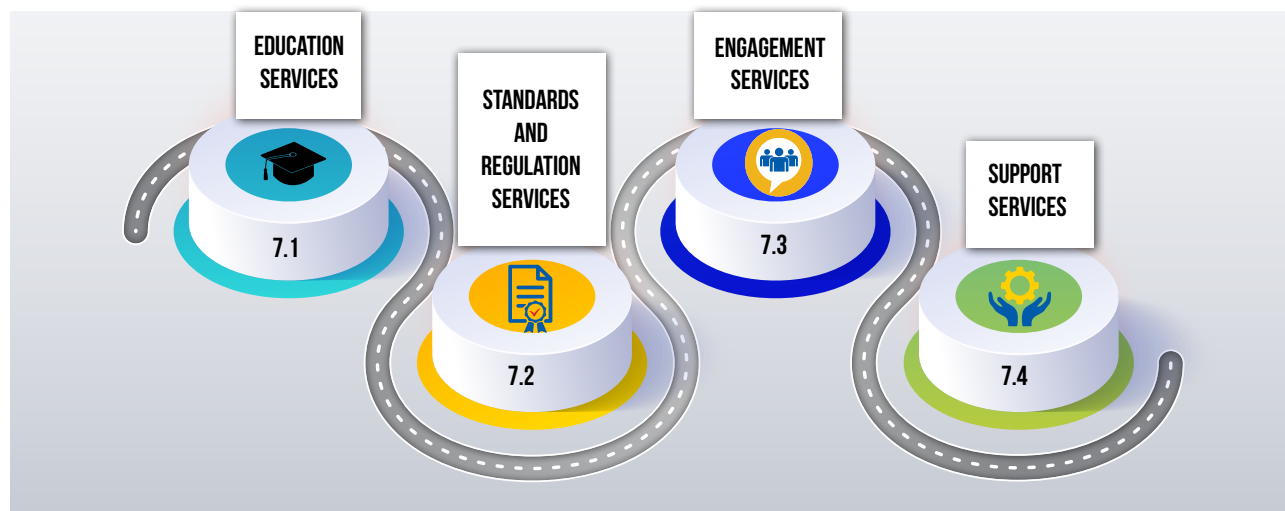 EDUCATION
SERVICES
7.1
STANDARDS
AND
REGULATION
SERVICES
7.2
ENGAGEMENT
SERVICES
7.3
SUPPORT
SERVICES
7.4